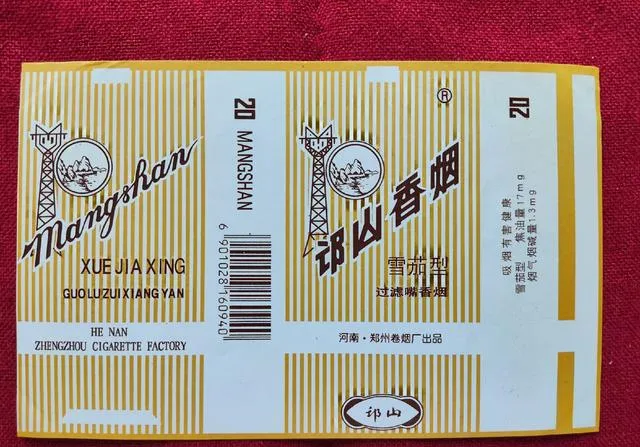 Mangshan
XUE JIA XING
GUOLUZUIXIANGYAN
HE NAN
ZHENGZHOU CIGARETTE FACTORY
20 MANGSHAN
6 901028 160940
®
邙山香烟
雪茄型
过滤嘴香烟
河南·郑州卷烟厂出品
邙山
20
吸烟有害健康
雪茄型 焦油量17mg
烟气烟碱量1.3mg